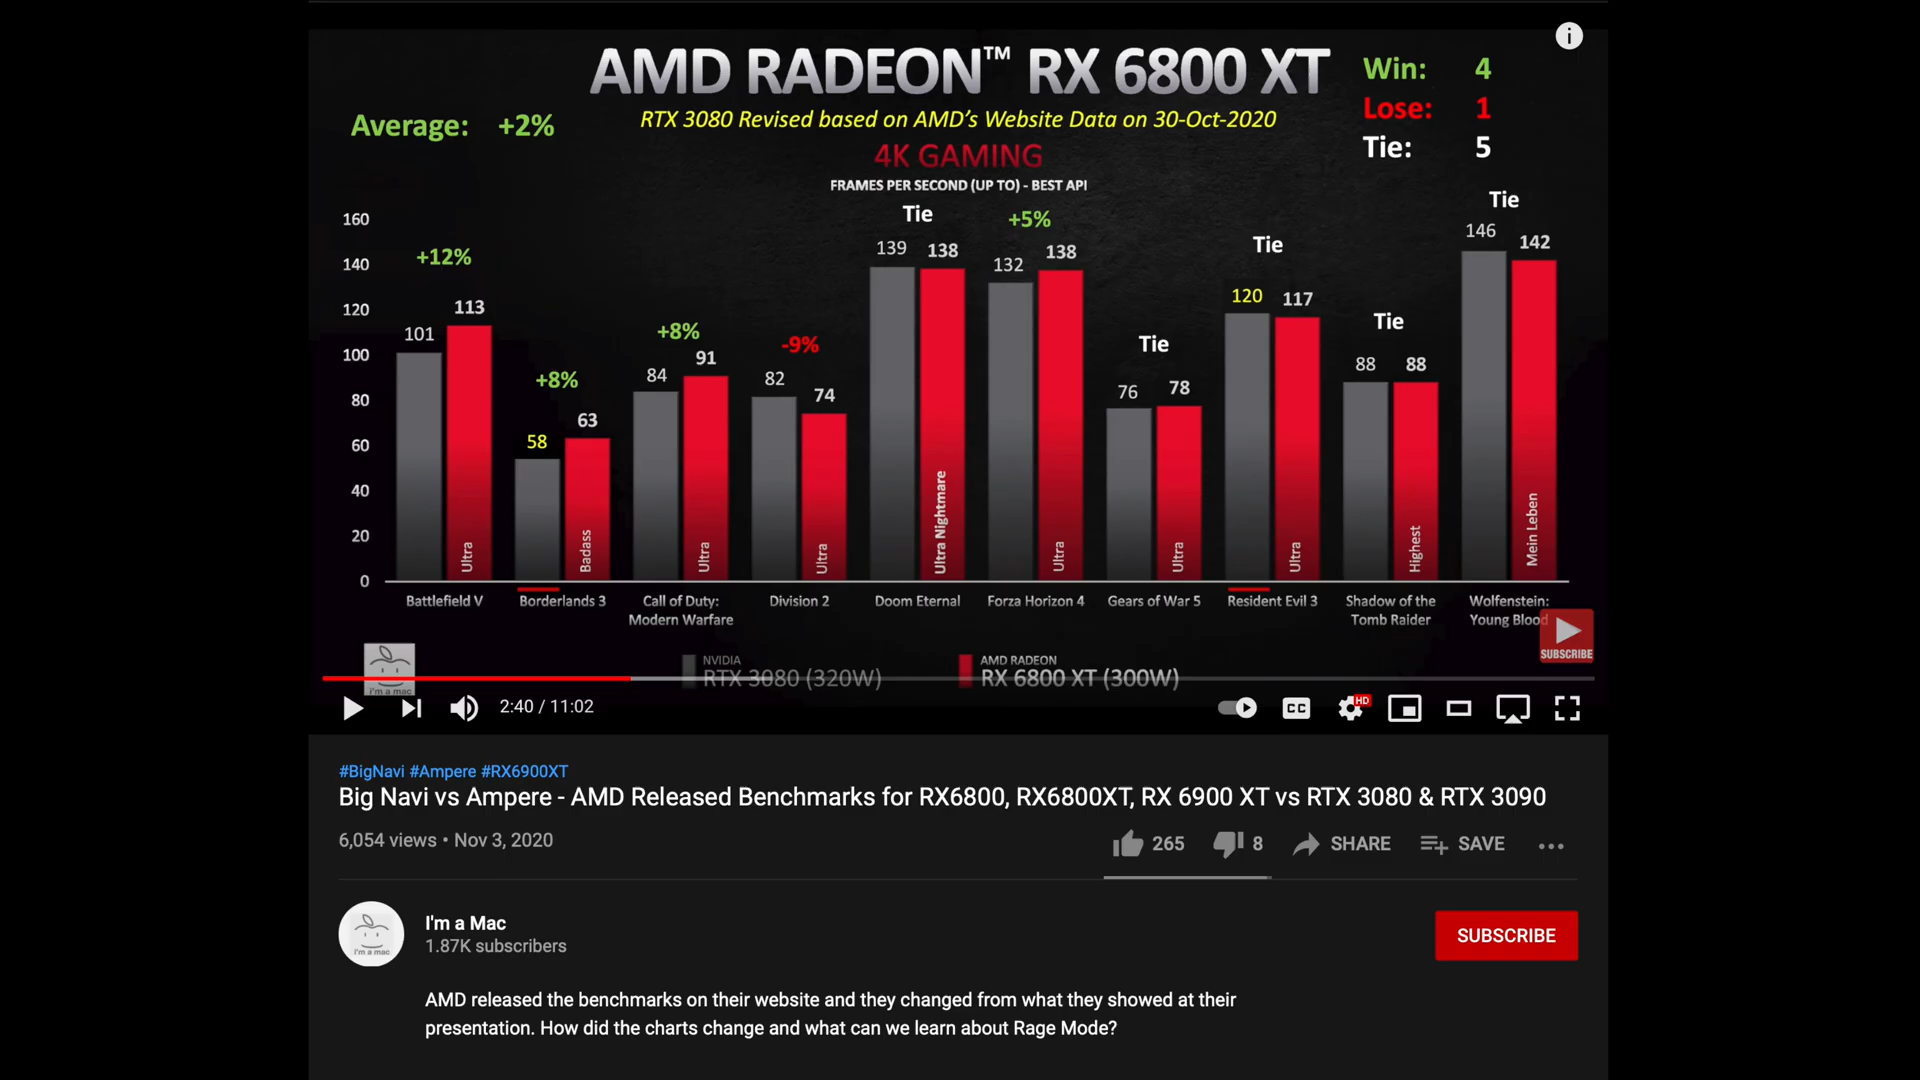 AMD RADEON™ RX 6800 XT
Win: 4
Lose: 1
Tie: 5
Average: +2%
RTX 3080 Revised based on AMD's Website Data on 30-Oct-2020
4K GAMING
FRAMES PER SECOND (UP TO) - BEST API
160
140
120
100
80
60
40
20
0
+12%
101
113
Ultra
Battlefield V
+8%
58
63
Badass
Borderlands 3
+8%
84
91
Ultra
Call of Duty:
Modern Warfare
-9%
82
74
Ultra
Division 2
Tie
139
138
Ultra Nightmare
Doom Eternal
+5%
132
138
Ultra
Forza Horizon 4
Tie
76
78
Ultra
Gears of War 5
Tie
120
117
Ultra
Resident Evil 3
Tie
88
88
Highest
Shadow of the
Tomb Raider
Tie
146
142
Mein Leben
Wolfenstein:
Young Blood
SUBSCRIBE
i'm a mac
NVIDIA
RTX 3080 (320W)
AMD RADEON
RX 6800 XT (300W)
2:40 / 11:02
CC
HD
#BigNavi #Ampere #RX6900XT
Big Navi vs Ampere - AMD Released Benchmarks for RX6800, RX6800XT, RX 6900 XT vs RTX 3080 & RTX 3090
6,054 views • Nov 3, 2020
265
8
SHARE
SAVE
i'm a mac
I'm a Mac
1.87K subscribers
SUBSCRIBE
AMD released the benchmarks on their website and they changed from what they showed at their
presentation. How did the charts change and what can we learn about Rage Mode?